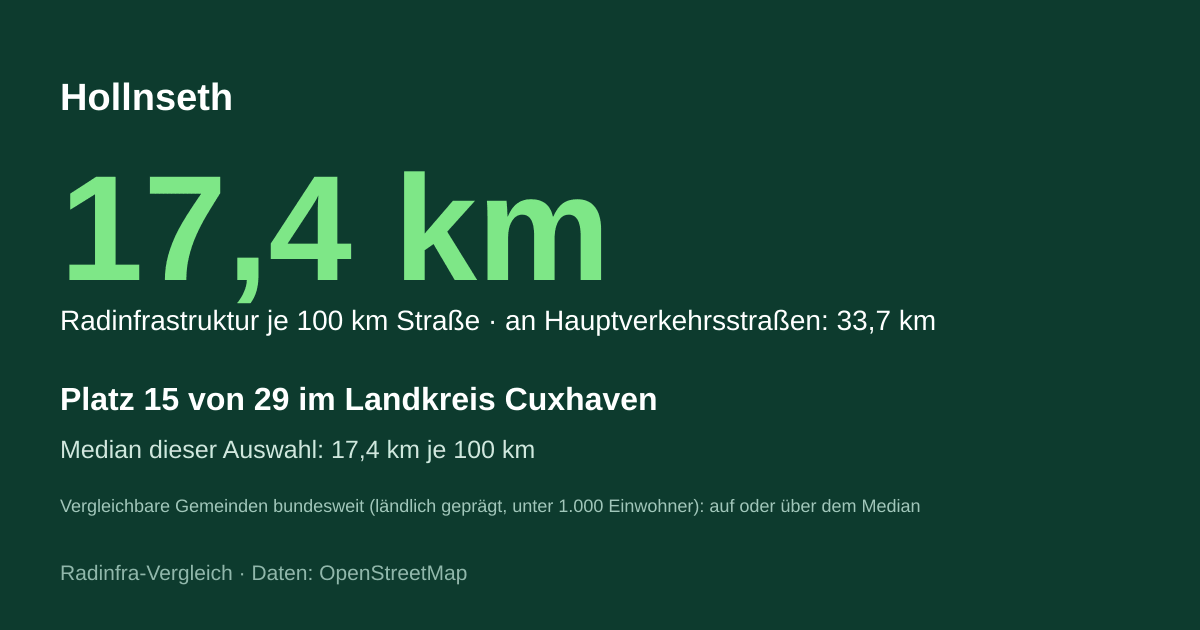 Hollnseth
17,4 km
Radinfrastruktur je 100 km Straße · an Hauptverkehrsstraßen: 33,7 km
Platz 15 von 29 im Landkreis Cuxhaven
Median dieser Auswahl: 17,4 km je 100 km
Vergleichbare Gemeinden bundesweit (ländlich geprägt, unter 1.000 Einwohner): auf oder über dem Median
Radinfra-Vergleich · Daten: OpenStreetMap